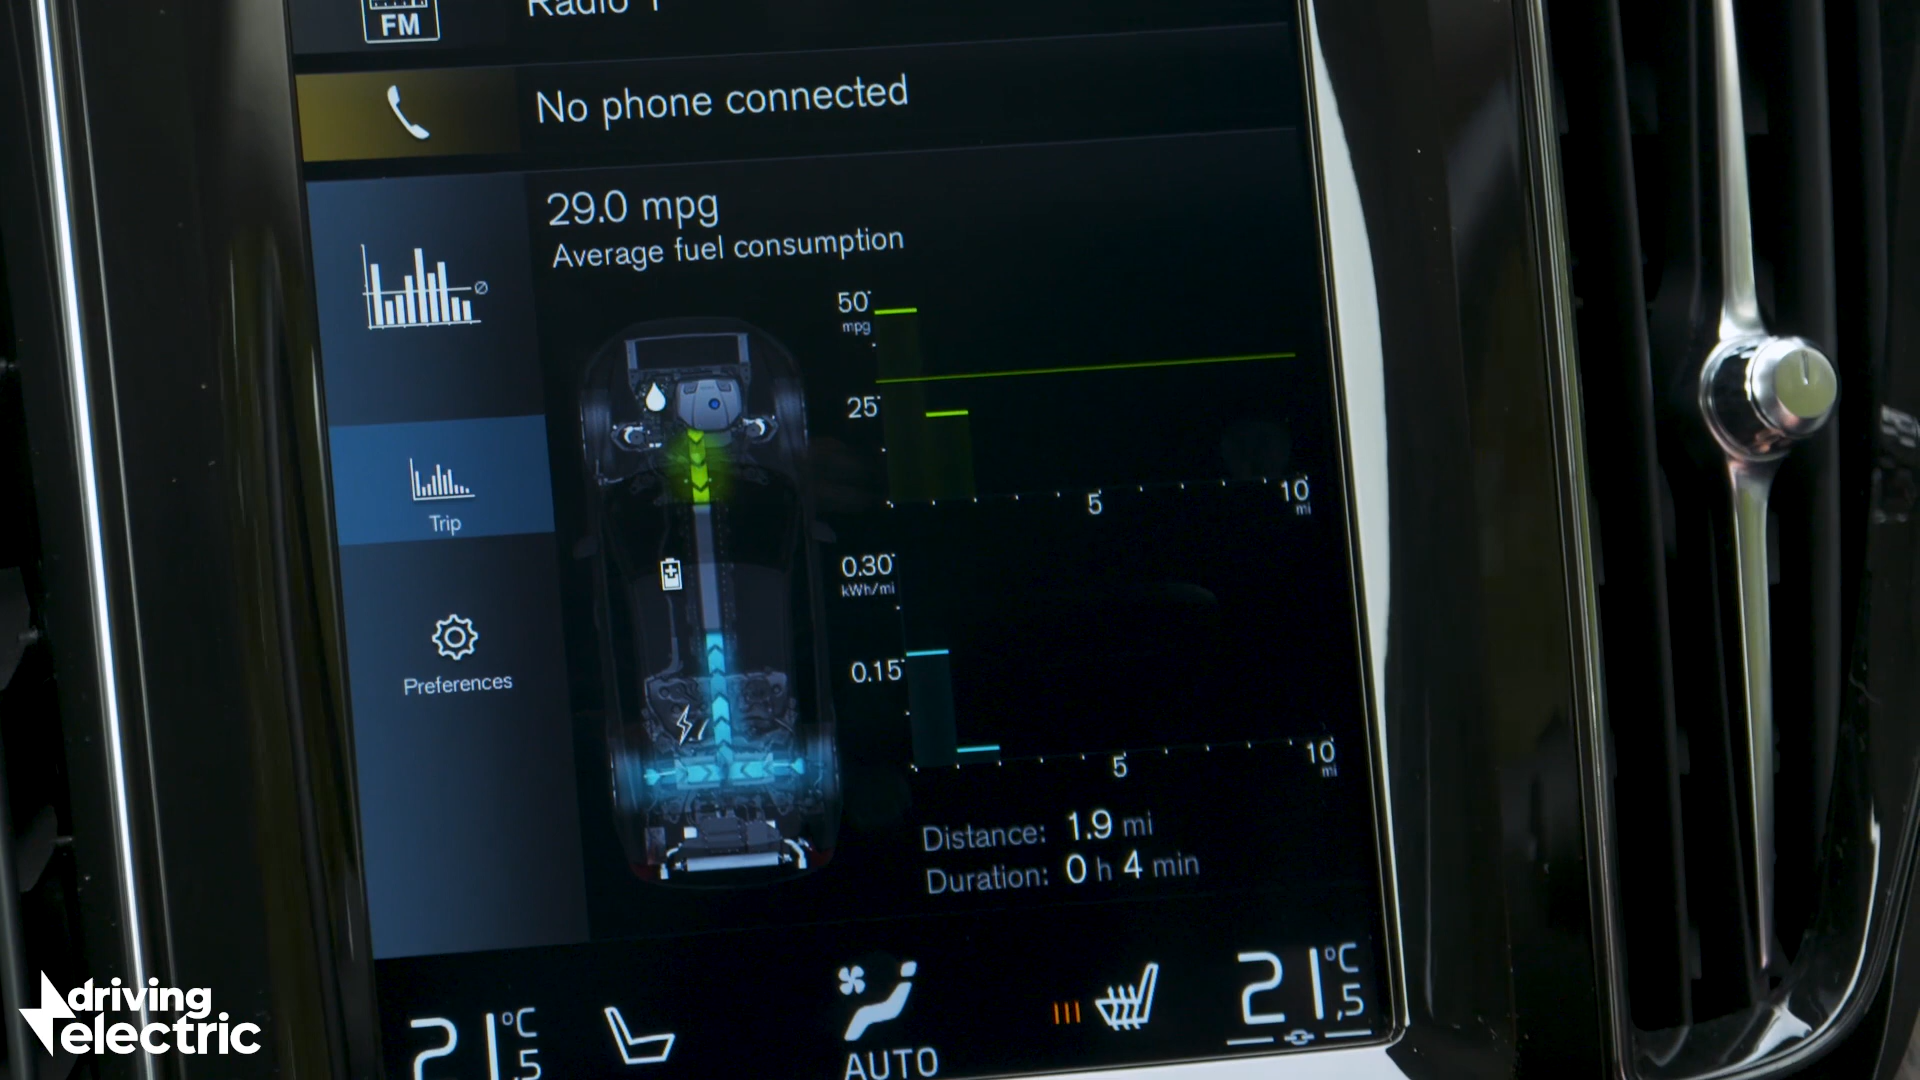 FM
Radio 1
No phone connected
29.0 mpg
Average fuel consumption
50
mpg
25
5
10
mi
Trip
0.30
kWh/mi
0.15
5
10
mi
Preferences
Distance: 1.9 mi
Duration: 0 h 4 min
21°C
,5
AUTO
21°C
,5
driving
electric